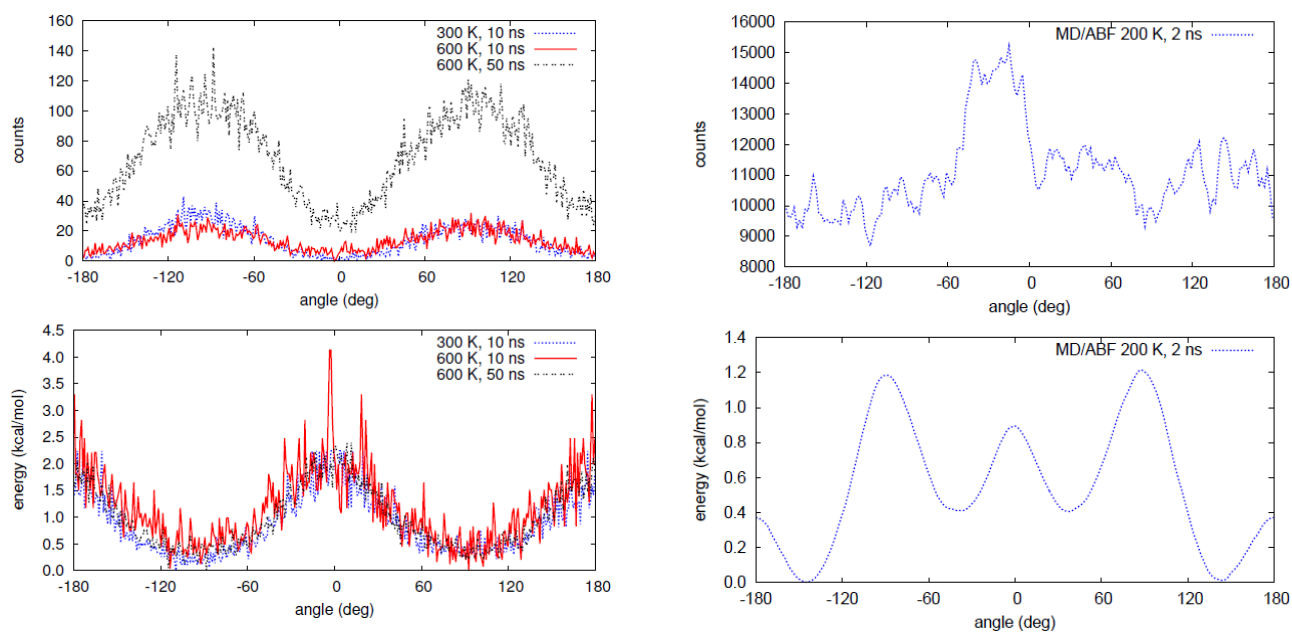 160
140
120
100
80
60
40
20
0
counts
300 K, 10 ns
600 K, 10 ns
600 K, 50 ns
-180 -120 -60 0 60 120 180
angle (deg)
16000
15000
14000
13000
12000
11000
10000
9000
8000
counts
MD/ABF 200 K, 2 ns
-180 -120 -60 0 60 120 180
angle (deg)
4.5
4.0
3.5
3.0
2.5
2.0
1.5
1.0
0.5
0.0
energy (kcal/mol)
300 K, 10 ns
600 K, 10 ns
600 K, 50 ns
-180 -120 -60 0 60 120 180
angle (deg)
1.4
1.2
1.0
0.8
0.6
0.4
0.2
0.0
energy (kcal/mol)
MD/ABF 200 K, 2 ns
-180 -120 -60 0 60 120 180
angle (deg)